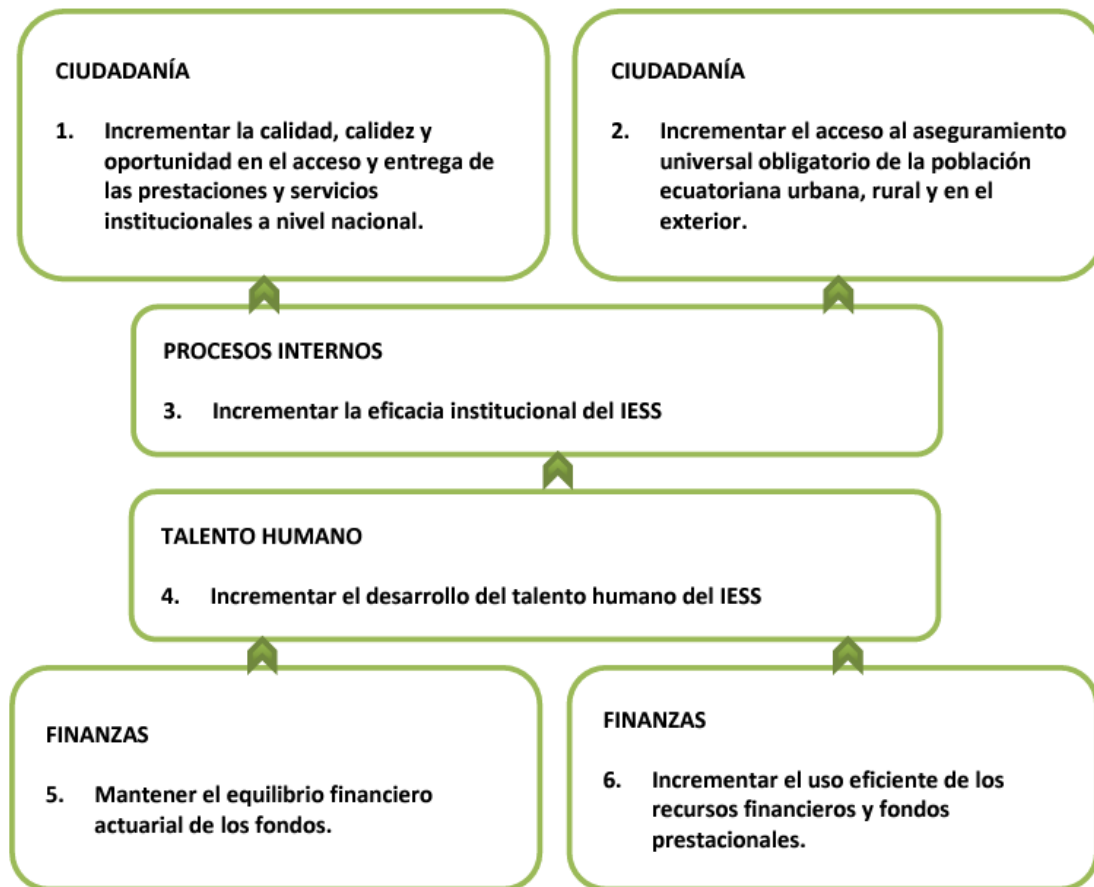 CIUDADANÍA
1. Incrementar la calidad, calidez y
oportunidad en el acceso y entrega de
las prestaciones y servicios
institucionales a nivel nacional.
CIUDADANÍA
2. Incrementar el acceso al aseguramiento
universal obligatorio de la población
ecuatoriana urbana, rural y en el
exterior.
PROCESOS INTERNOS
3. Incrementar la eficacia institucional del IESS
TALENTO HUMANO
4. Incrementar el desarrollo del talento humano del IESS
FINANZAS
5. Mantener el equilibrio financiero
actuarial de los fondos.
FINANZAS
6. Incrementar el uso eficiente de los
recursos financieros y fondos
prestacionales.